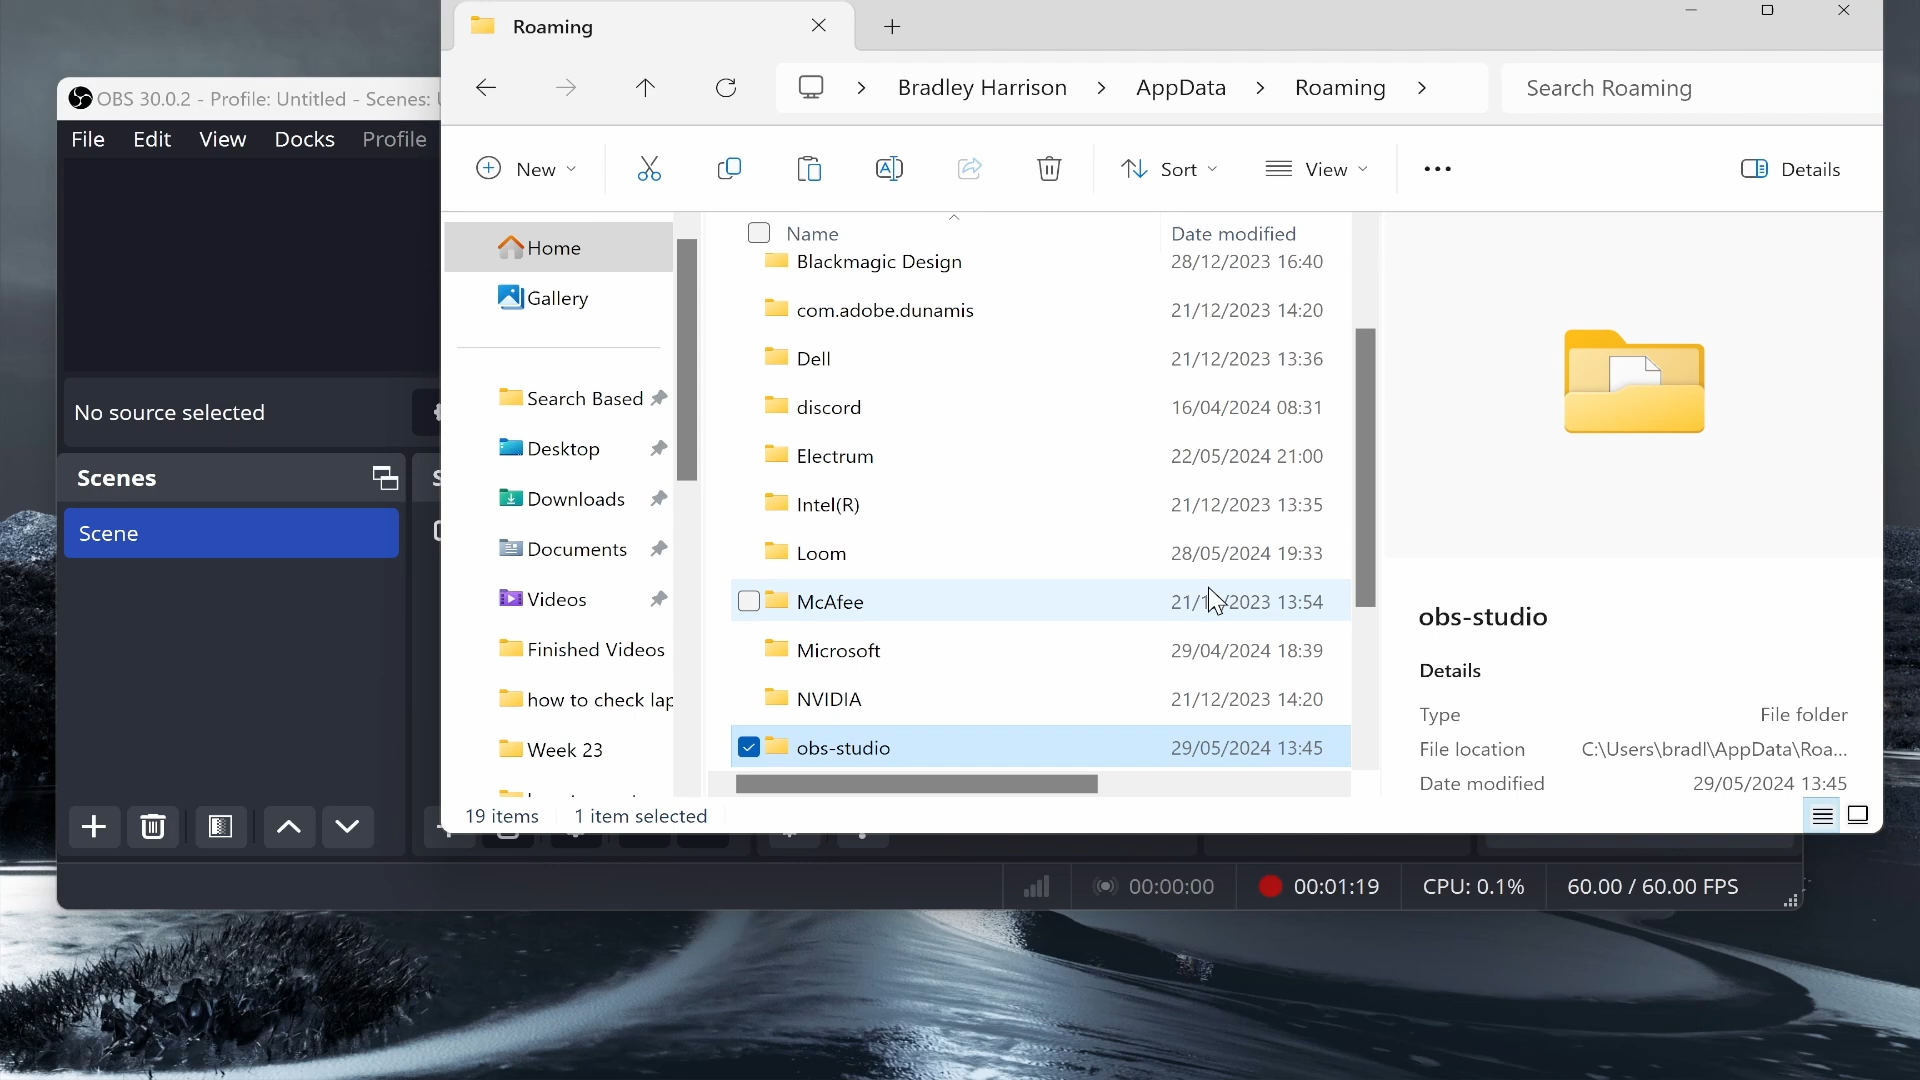 Roaming
Bradley Harrison > AppData > Roaming >
Search Roaming
OBS 30.0.2 - Profile: Untitled - Scenes:
File Edit View Docks Profile
New
Sort
View
Details
Home
Gallery
Search Based
Desktop
Downloads
Documents
Videos
Finished Videos
how to check lap
Week 23
Name Date modified
Blackmagic Design 28/12/2023 16:40
com.adobe.dunamis 21/12/2023 14:20
Dell 21/12/2023 13:36
discord 16/04/2024 08:31
Electrum 22/05/2024 21:00
Intel(R) 21/12/2023 13:35
Loom 28/05/2024 19:33
McAfee 21/12/2023 13:54
Microsoft 29/04/2024 18:39
NVIDIA 21/12/2023 14:20
obs-studio 29/05/2024 13:45
obs-studio
Details
Type File folder
File location C:\Users\bradl\AppData\Roa...
Date modified 29/05/2024 13:45
19 items 1 item selected
No source selected
Scenes
Scene
00:00:00
00:01:19
CPU: 0.1%
60.00 / 60.00 FPS